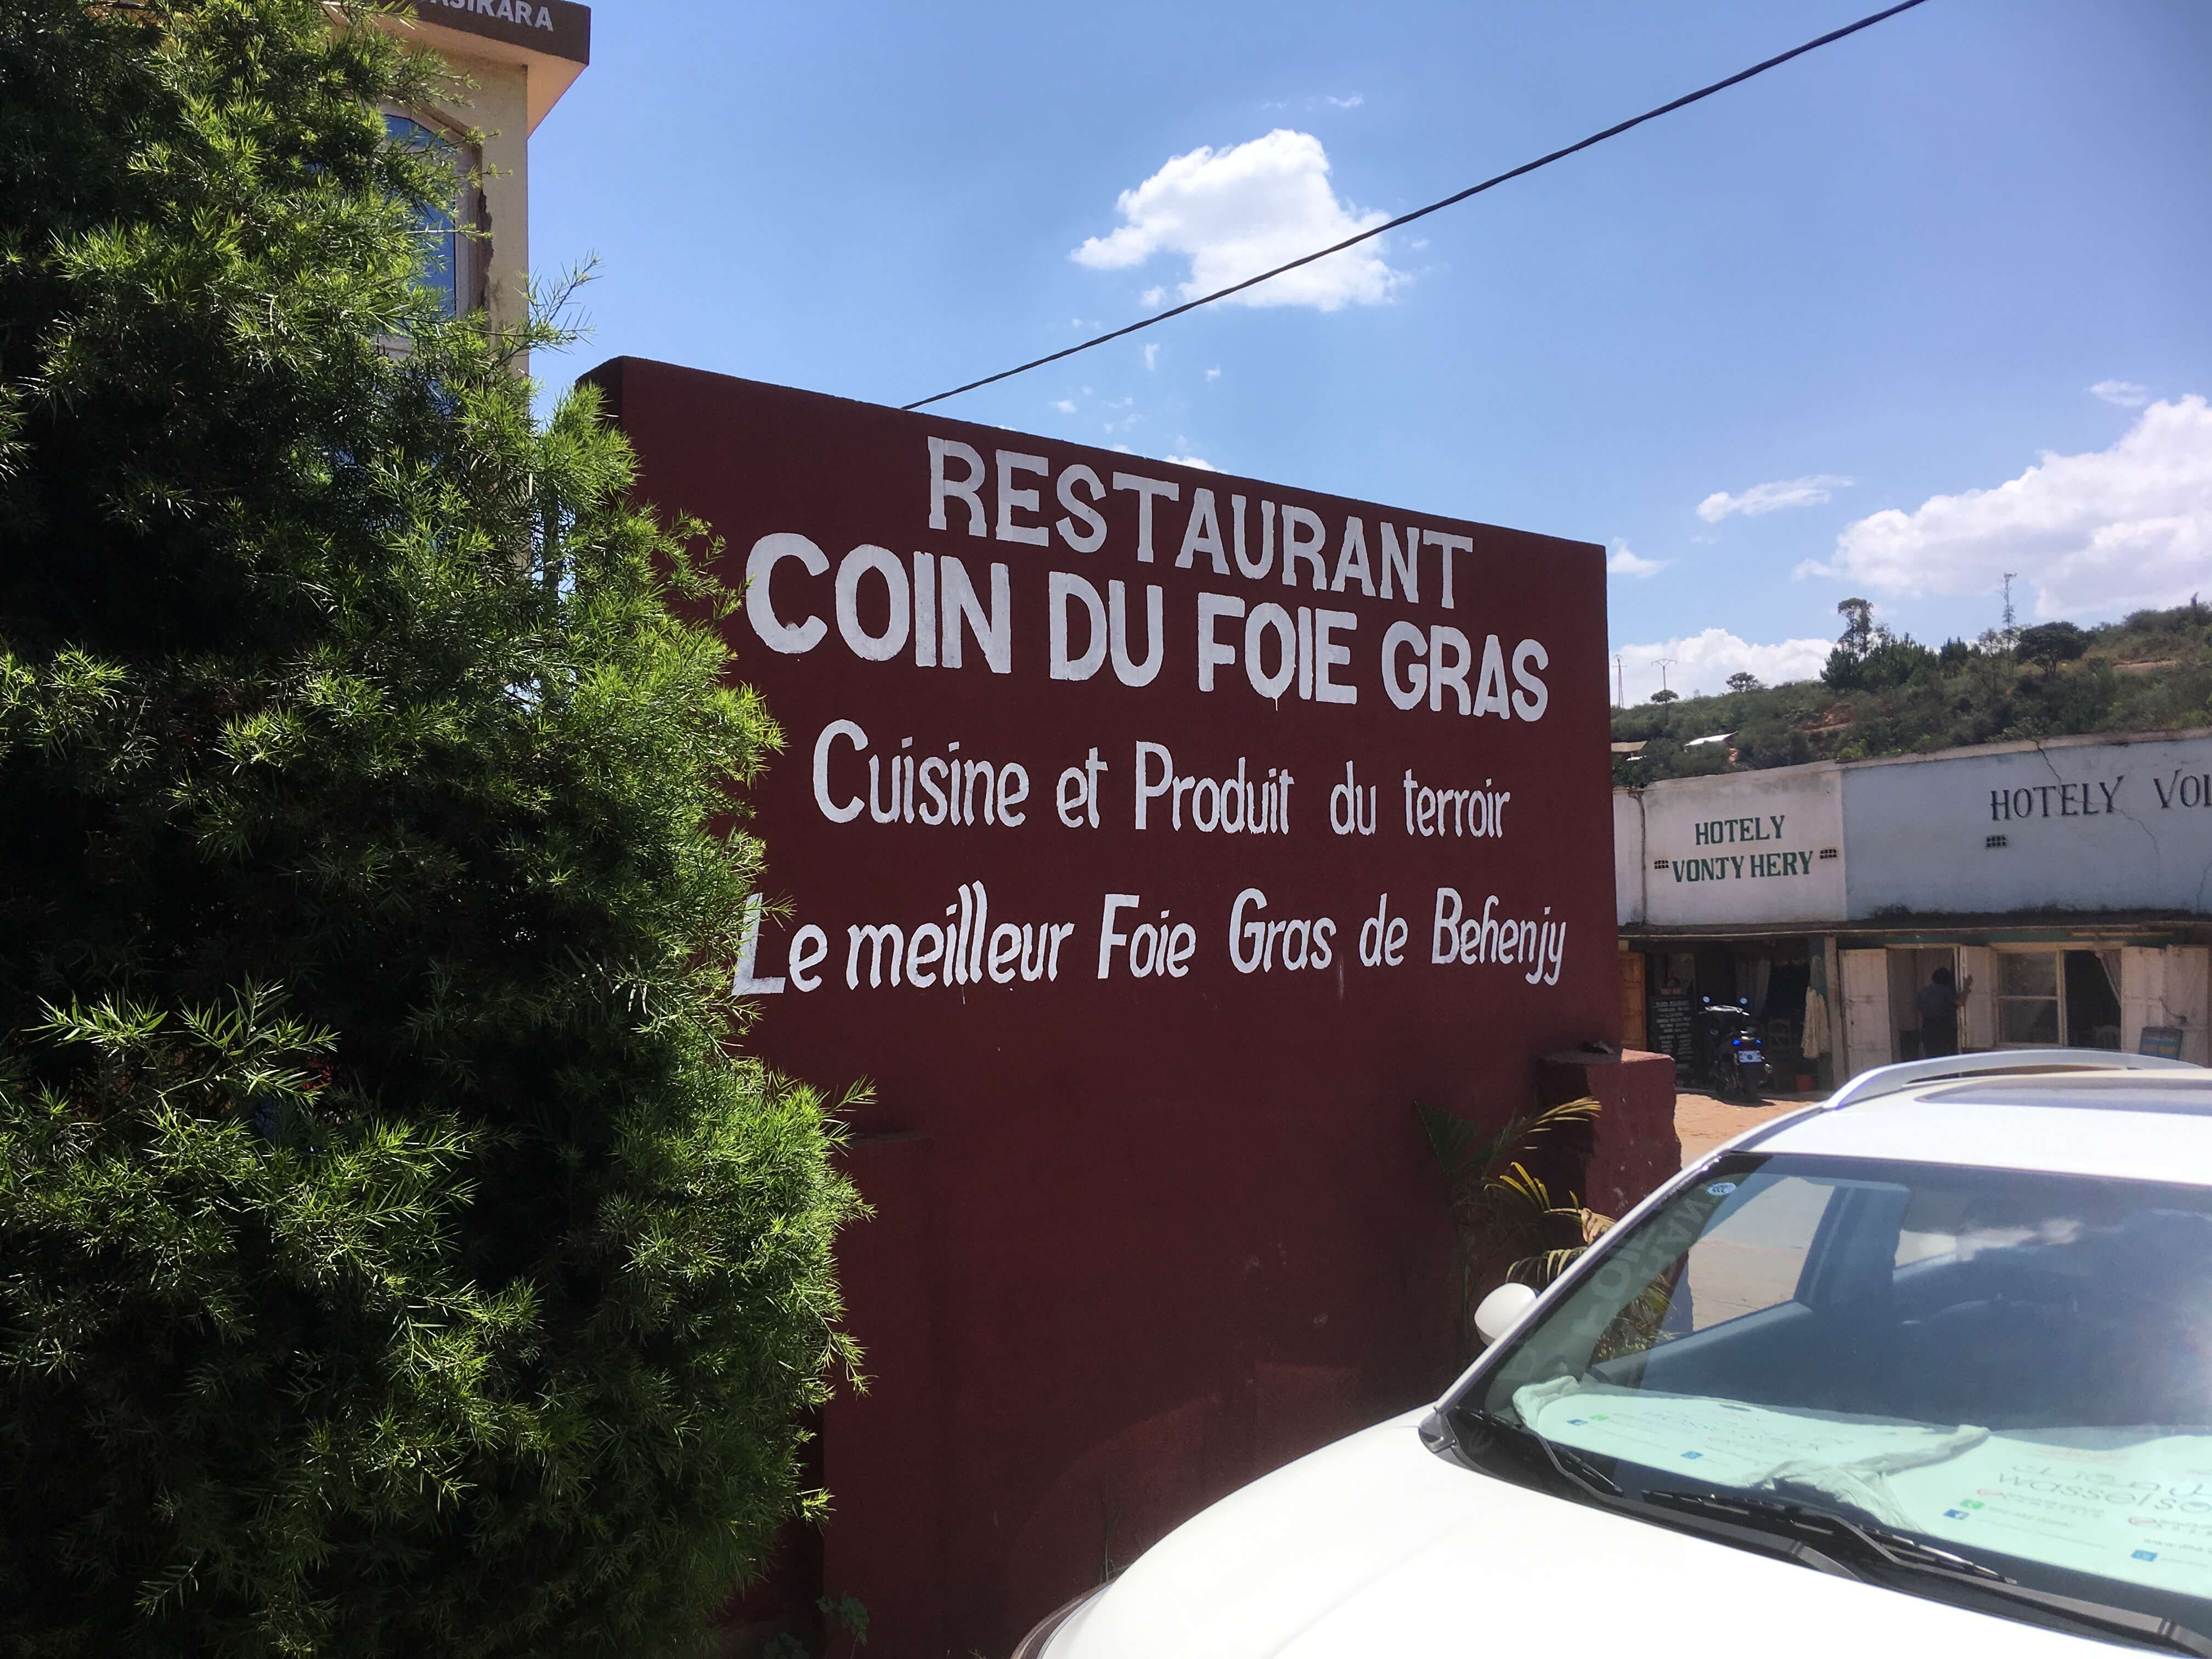 RESTAURANT
COIN DU FOIE GRAS
Cuisine et Produit du terroir
Le meilleur Foie Gras de Behenjy
HOTELY
VONJY HERY
HOTELY